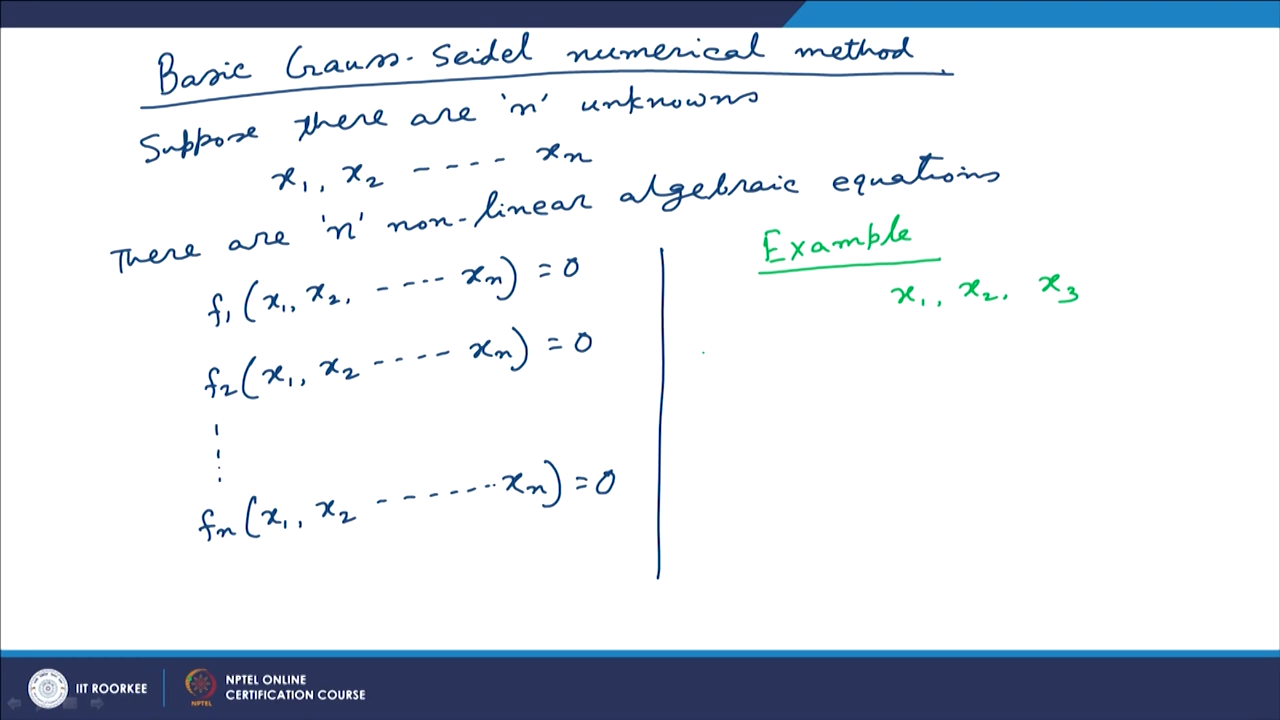 Basic Gauss-Seidel numerical method
Suppose there are 'n' unknowns
x₁, x₂ ---- xₙ
There are 'n' non-linear algebraic equations
f₁(x₁, x₂, ---- xₙ) = 0
f₂(x₁, x₂ ---- xₙ) = 0
fₙ(x₁, x₂ ------- xₙ) = 0
Example
x₁, x₂, x₃
IIT ROORKEE
NPTEL
NPTEL ONLINE
CERTIFICATION COURSE